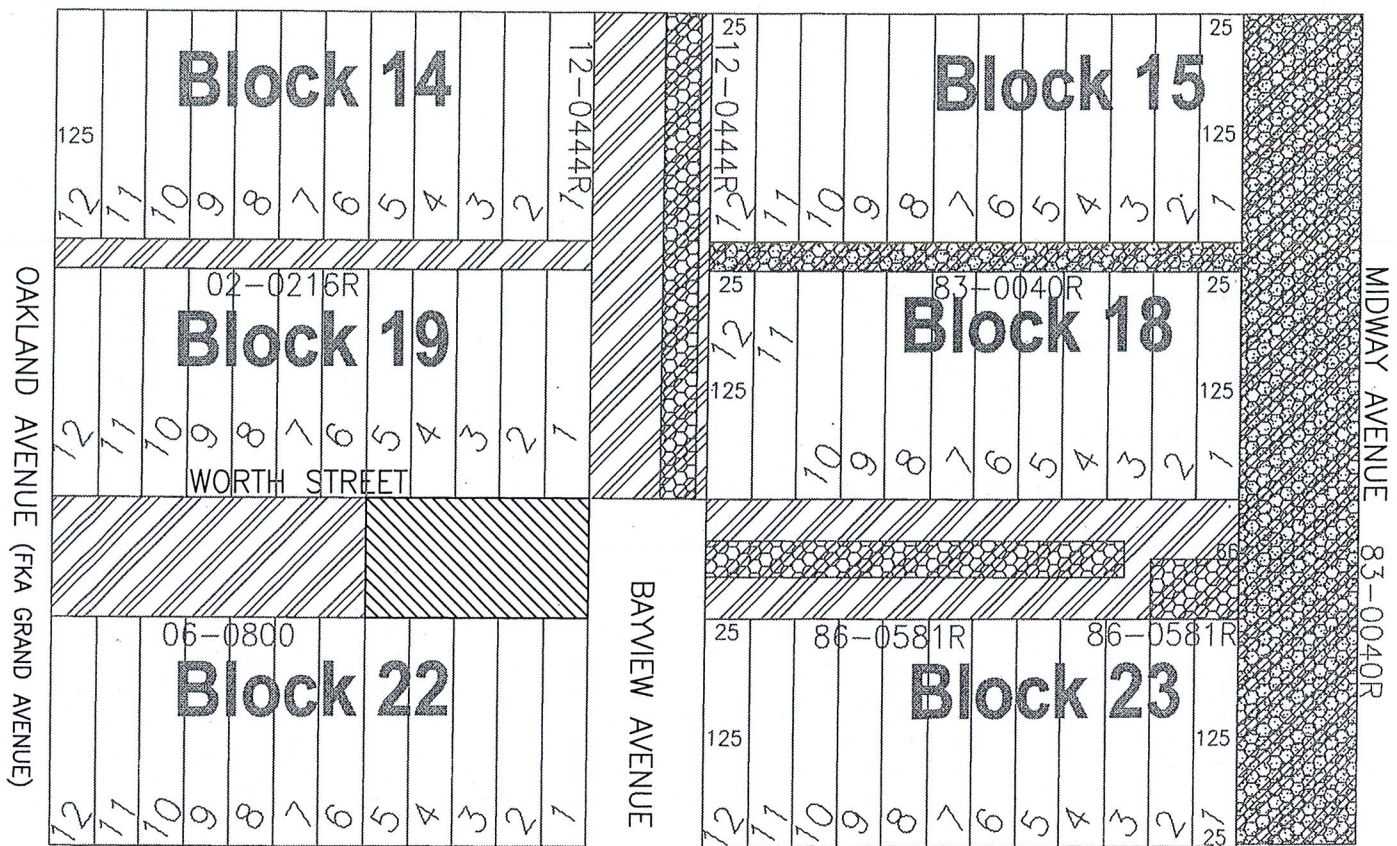 Block 14
125
12 11 10 9 8 7 6 5 4 3 2 1
12-0444R
25 25
Block 15
12-0444R
125
12 11 10 9 8 7 6 5 4 3 2 1
02-0216R
Block 19
12 11 10 9 8 7 6 5 4 3 2 1
WORTH STREET
25 83-0040R 25
Block 18
12 11
125 125
10 9 8 7 6 5 4 3 2 1
66
06-0800
Block 22
12 11 10 9 8 7 6 5 4 3 2 1
25 86-0581R 86-0581R
Block 23
125 125
12 11 10 9 8 7 6 5 4 3 2 1
25
OAKLAND AVENUE (FKA GRAND AVENUE)
BAYVIEW AVENUE
MIDWAY AVENUE 83-0040R